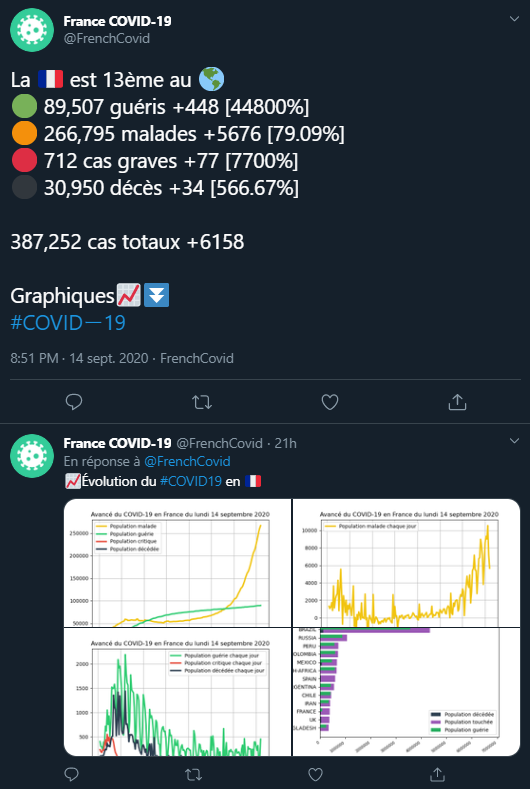 France COVID-19
@FrenchCovid
La 🇫🇷 est 13ème au 🌎
89,507 guéris +448 [44800%]
266,795 malades +5676 [79.09%]
712 cas graves +77 [7700%]
30,950 décès +34 [566.67%]
387,252 cas totaux +6158
Graphiques📈⏬
#COVID—19
8:51 PM · 14 sept. 2020 · FrenchCovid
France COVID-19 @FrenchCovid · 21h
En réponse à @FrenchCovid
📈Évolution du #COVID19 en 🇫🇷
Avancé du COVID-19 en France du lundi 14 septembre 2020
Population malade
Population guérie
Population critique
Population décédée
250000
200000
150000
100000
50000
Avancé du COVID-19 en France du lundi 14 septembre 2020
Population malade chaque jour
10000
8000
6000
4000
2000
0
Avancé du COVID-19 en France du lundi 14 septembre 2020
Population guérie chaque jour
Population critique chaque jour
Population décédée chaque jour
2000
1500
1000
500
BRAZIL
RUSSIA
PERU
OLOMBIA
MEXICO
H-AFRICA
SPAIN
GENTINA
CHILE
IRAN
FRANCE
UK
GLADESH
Population décédée
Population touchée
Population guérie